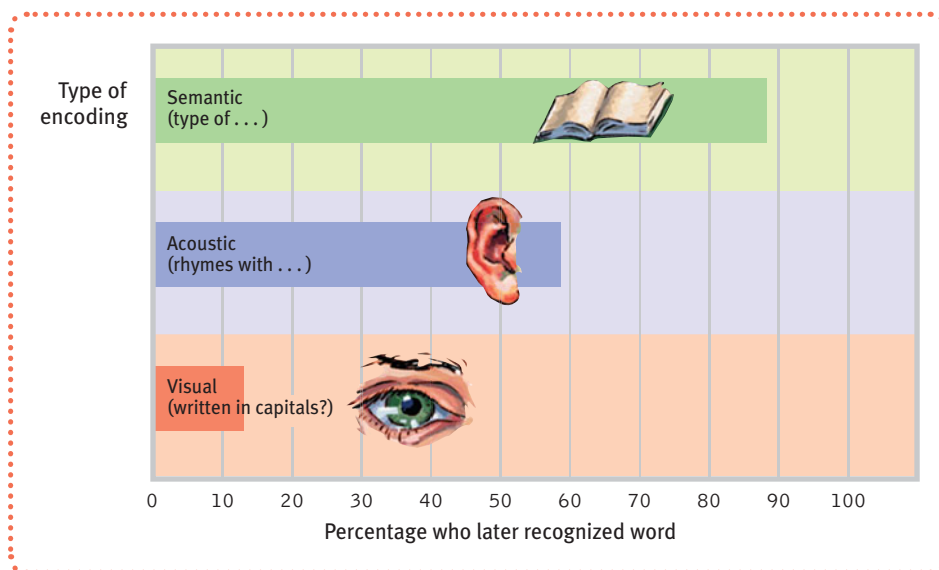 Type of
encoding
Semantic
(type of . . . )
Acoustic
(rhymes with . . . )
Visual
(written in capitals?)
0 10 20 30 40 50 60 70 80 90 100
Percentage who later recognized word